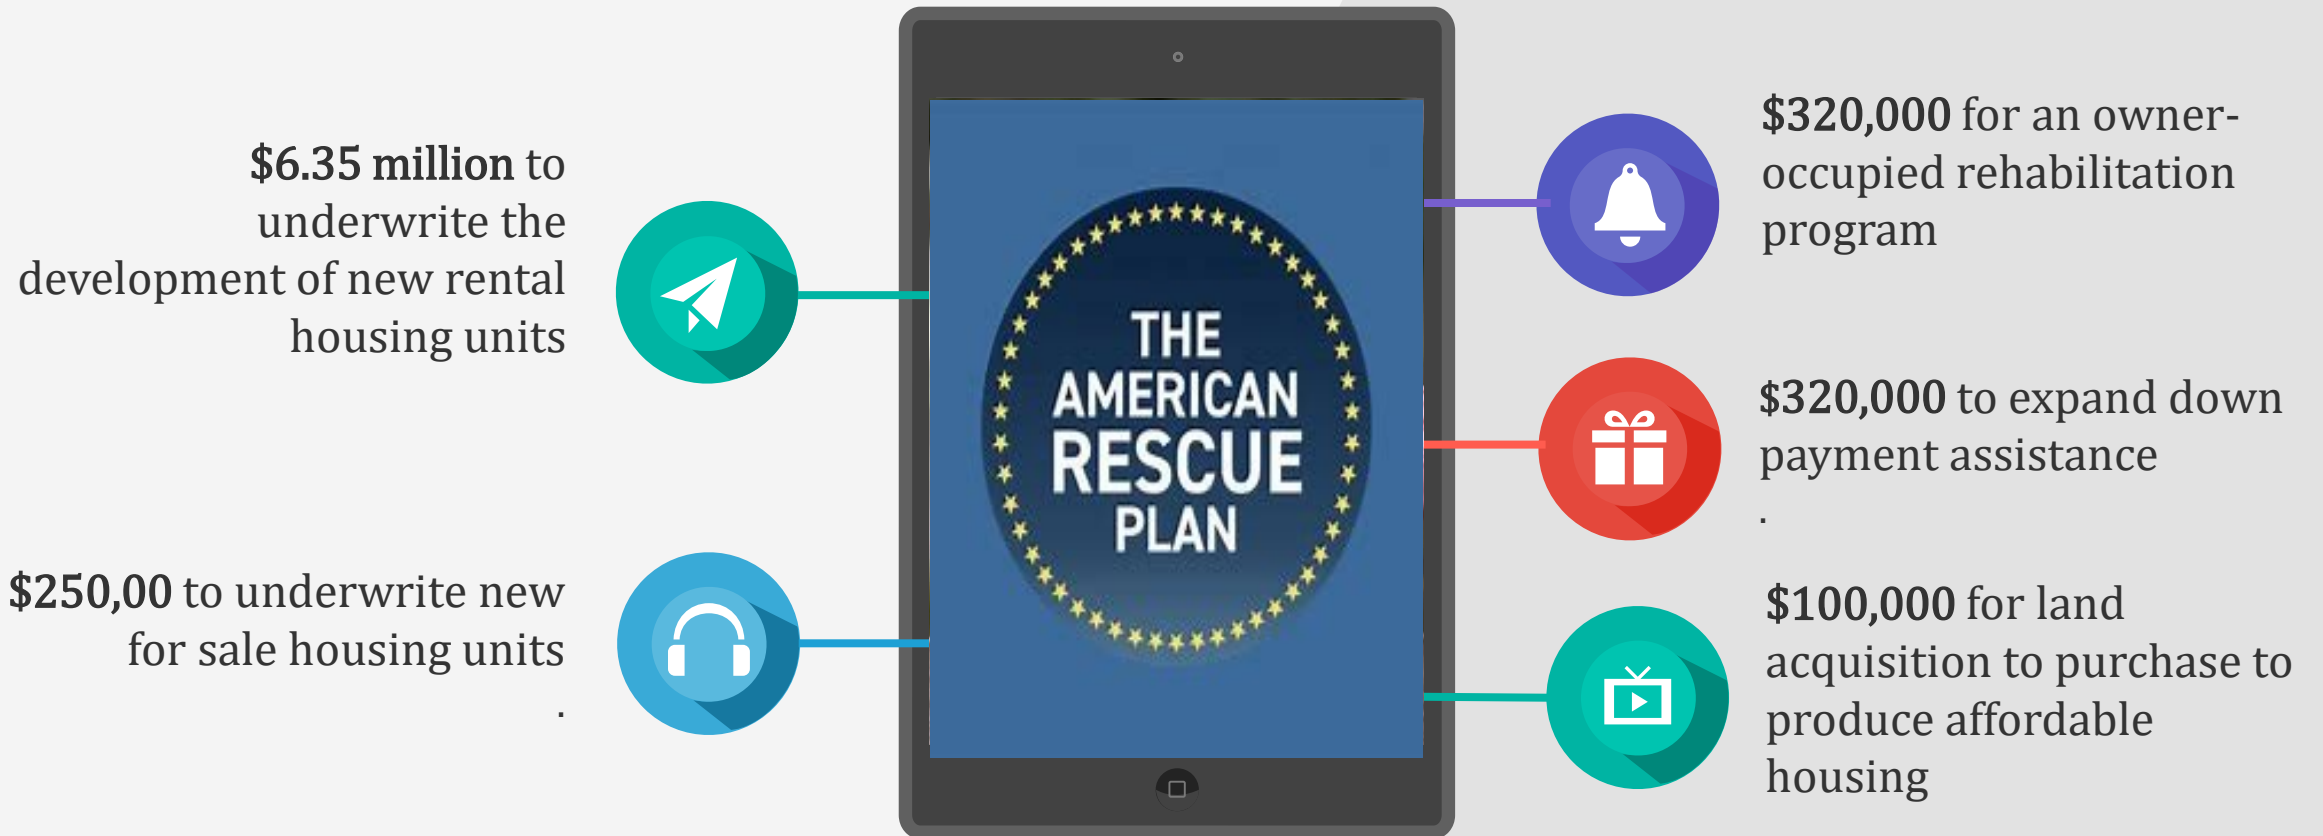 $6.35 million to
underwrite the
development of new rental
housing units
$250,00 to underwrite new
for sale housing units
.
THE
AMERICAN
RESCUE
PLAN
$320,000 for an owner-
occupied rehabilitation
program
$320,000 to expand down
payment assistance
.
$100,000 for land
acquisition to purchase to
produce affordable
housing